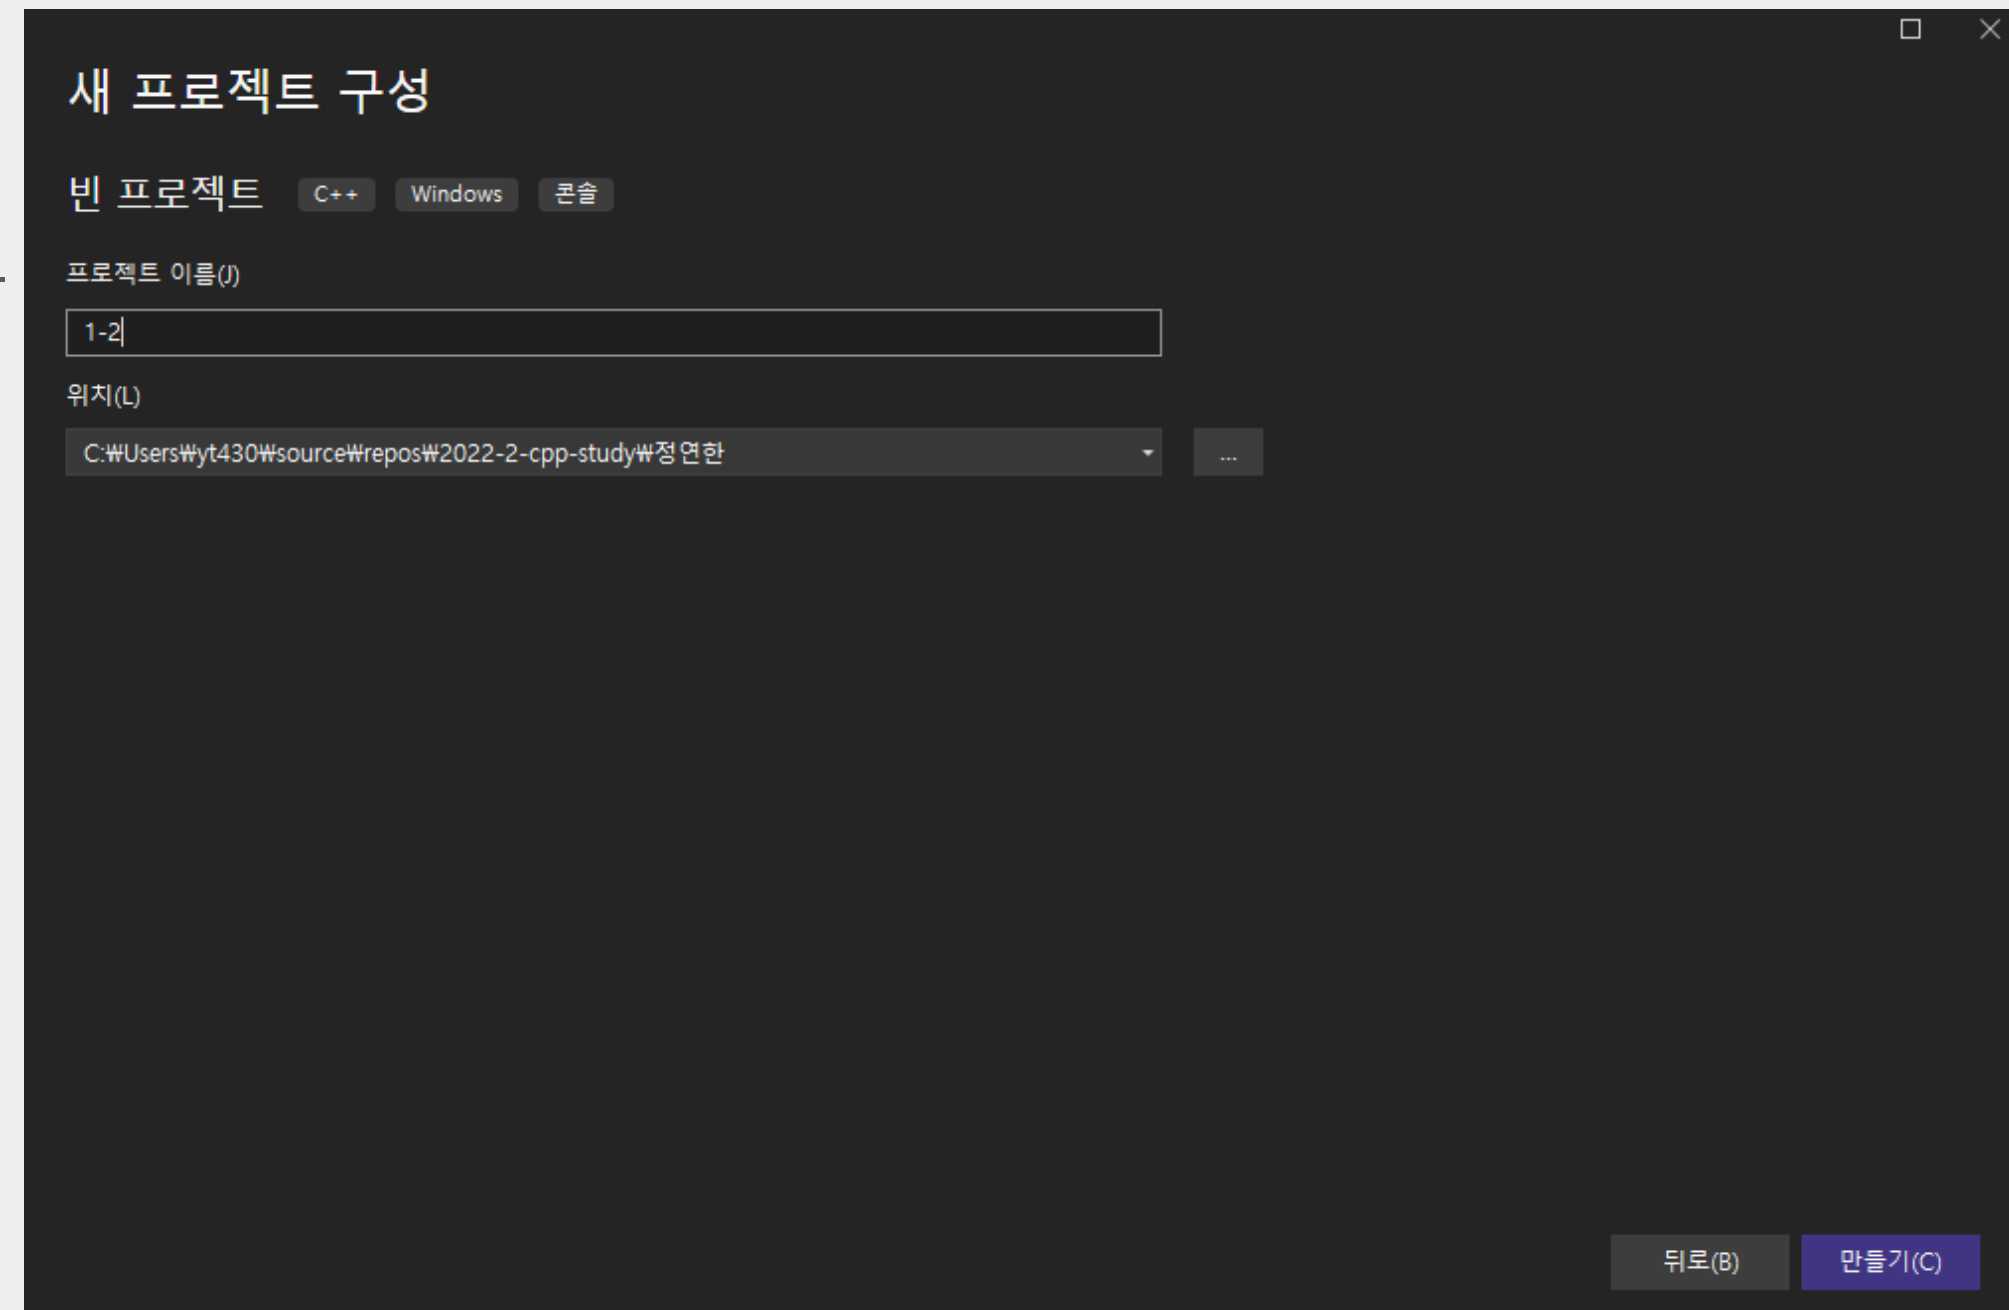 새 프로젝트 구성
빈 프로젝트 C++ Windows 콘솔
프로젝트 이름(J)
1-2
위치(L)
C:₩Users₩yt430₩source₩repos₩2022-2-cpp-study₩정연한
...
뒤로(B) 만들기(C)